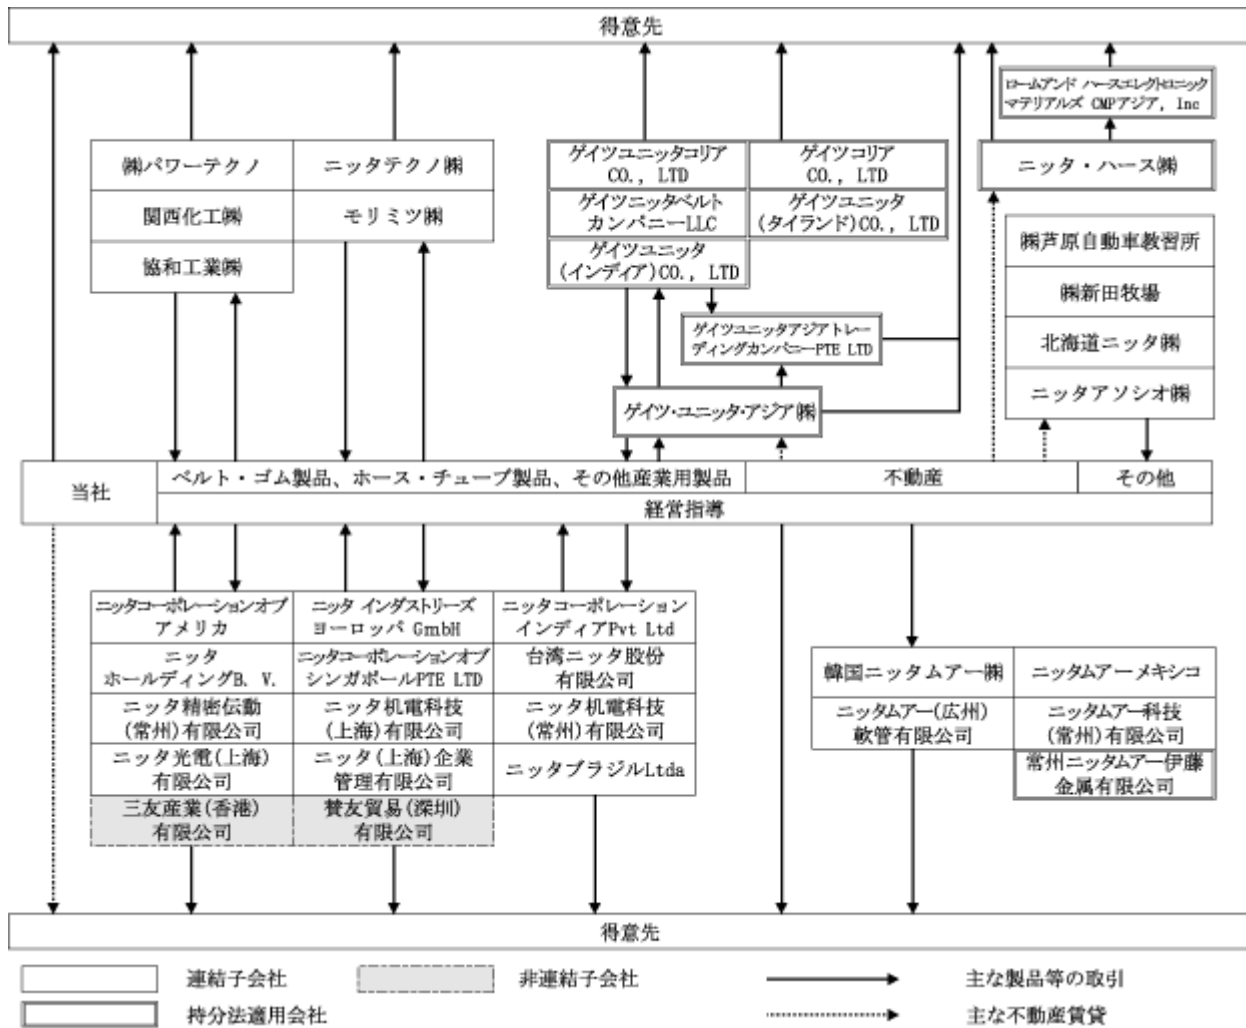 得意先
ロームアンド ハースエレクトロニック
マテリアルズ CMPアジア, Inc
㈱パワーテクノ
ニッタテクノ㈱
ゲイツユニッタコリア
CO., LTD
ゲイツコリア
CO., LTD
ニッタ・ハース㈱
関西化工㈱
モリミツ㈱
ゲイツニッタベルト
カンパニーLLC
ゲイツユニッタ
(タイランド)CO., LTD
㈱芦原自動車教習所
協和工業㈱
ゲイツユニッタ
(インディア)CO., LTD
㈱新田牧場
ゲイツユニッタアジアトレー
ディングカンパニーPTE LTD
北海道ニッタ㈱
ゲイツ・ユニッタ・アジア㈱
ニッタアソシオ㈱
当社
ベルト・ゴム製品、ホース・チューブ製品、その他産業用製品
不動産
その他
経営指導
ニッタコーポレーションオブ
アメリカ
ニッタ インダストリーズ
ヨーロッパ GmbH
ニッタコーポレーション
インディアPvt Ltd
ニッタ
ホールディングB. V.
ニッタコーポレーションオブ
シンガポールPTE LTD
台湾ニッタ股份
有限公司
韓国ニッタムアー㈱
ニッタムアーメキシコ
ニッタ精密伝動
(常州)有限公司
ニッタ机電科技
(上海)有限公司
ニッタ机電科技
(常州)有限公司
ニッタムアー(広州)
軟管有限公司
ニッタムアー科技
(常州)有限公司
ニッタ光電(上海)
有限公司
ニッタ(上海)企業
管理有限公司
ニッタブラジルLtda
常州ニッタムアー伊藤
金属有限公司
三友産業(香港)
有限公司
賛友貿易(深圳)
有限公司
得意先
連結子会社
非連結子会社
主な製品等の取引
持分法適用会社
主な不動産賃貸